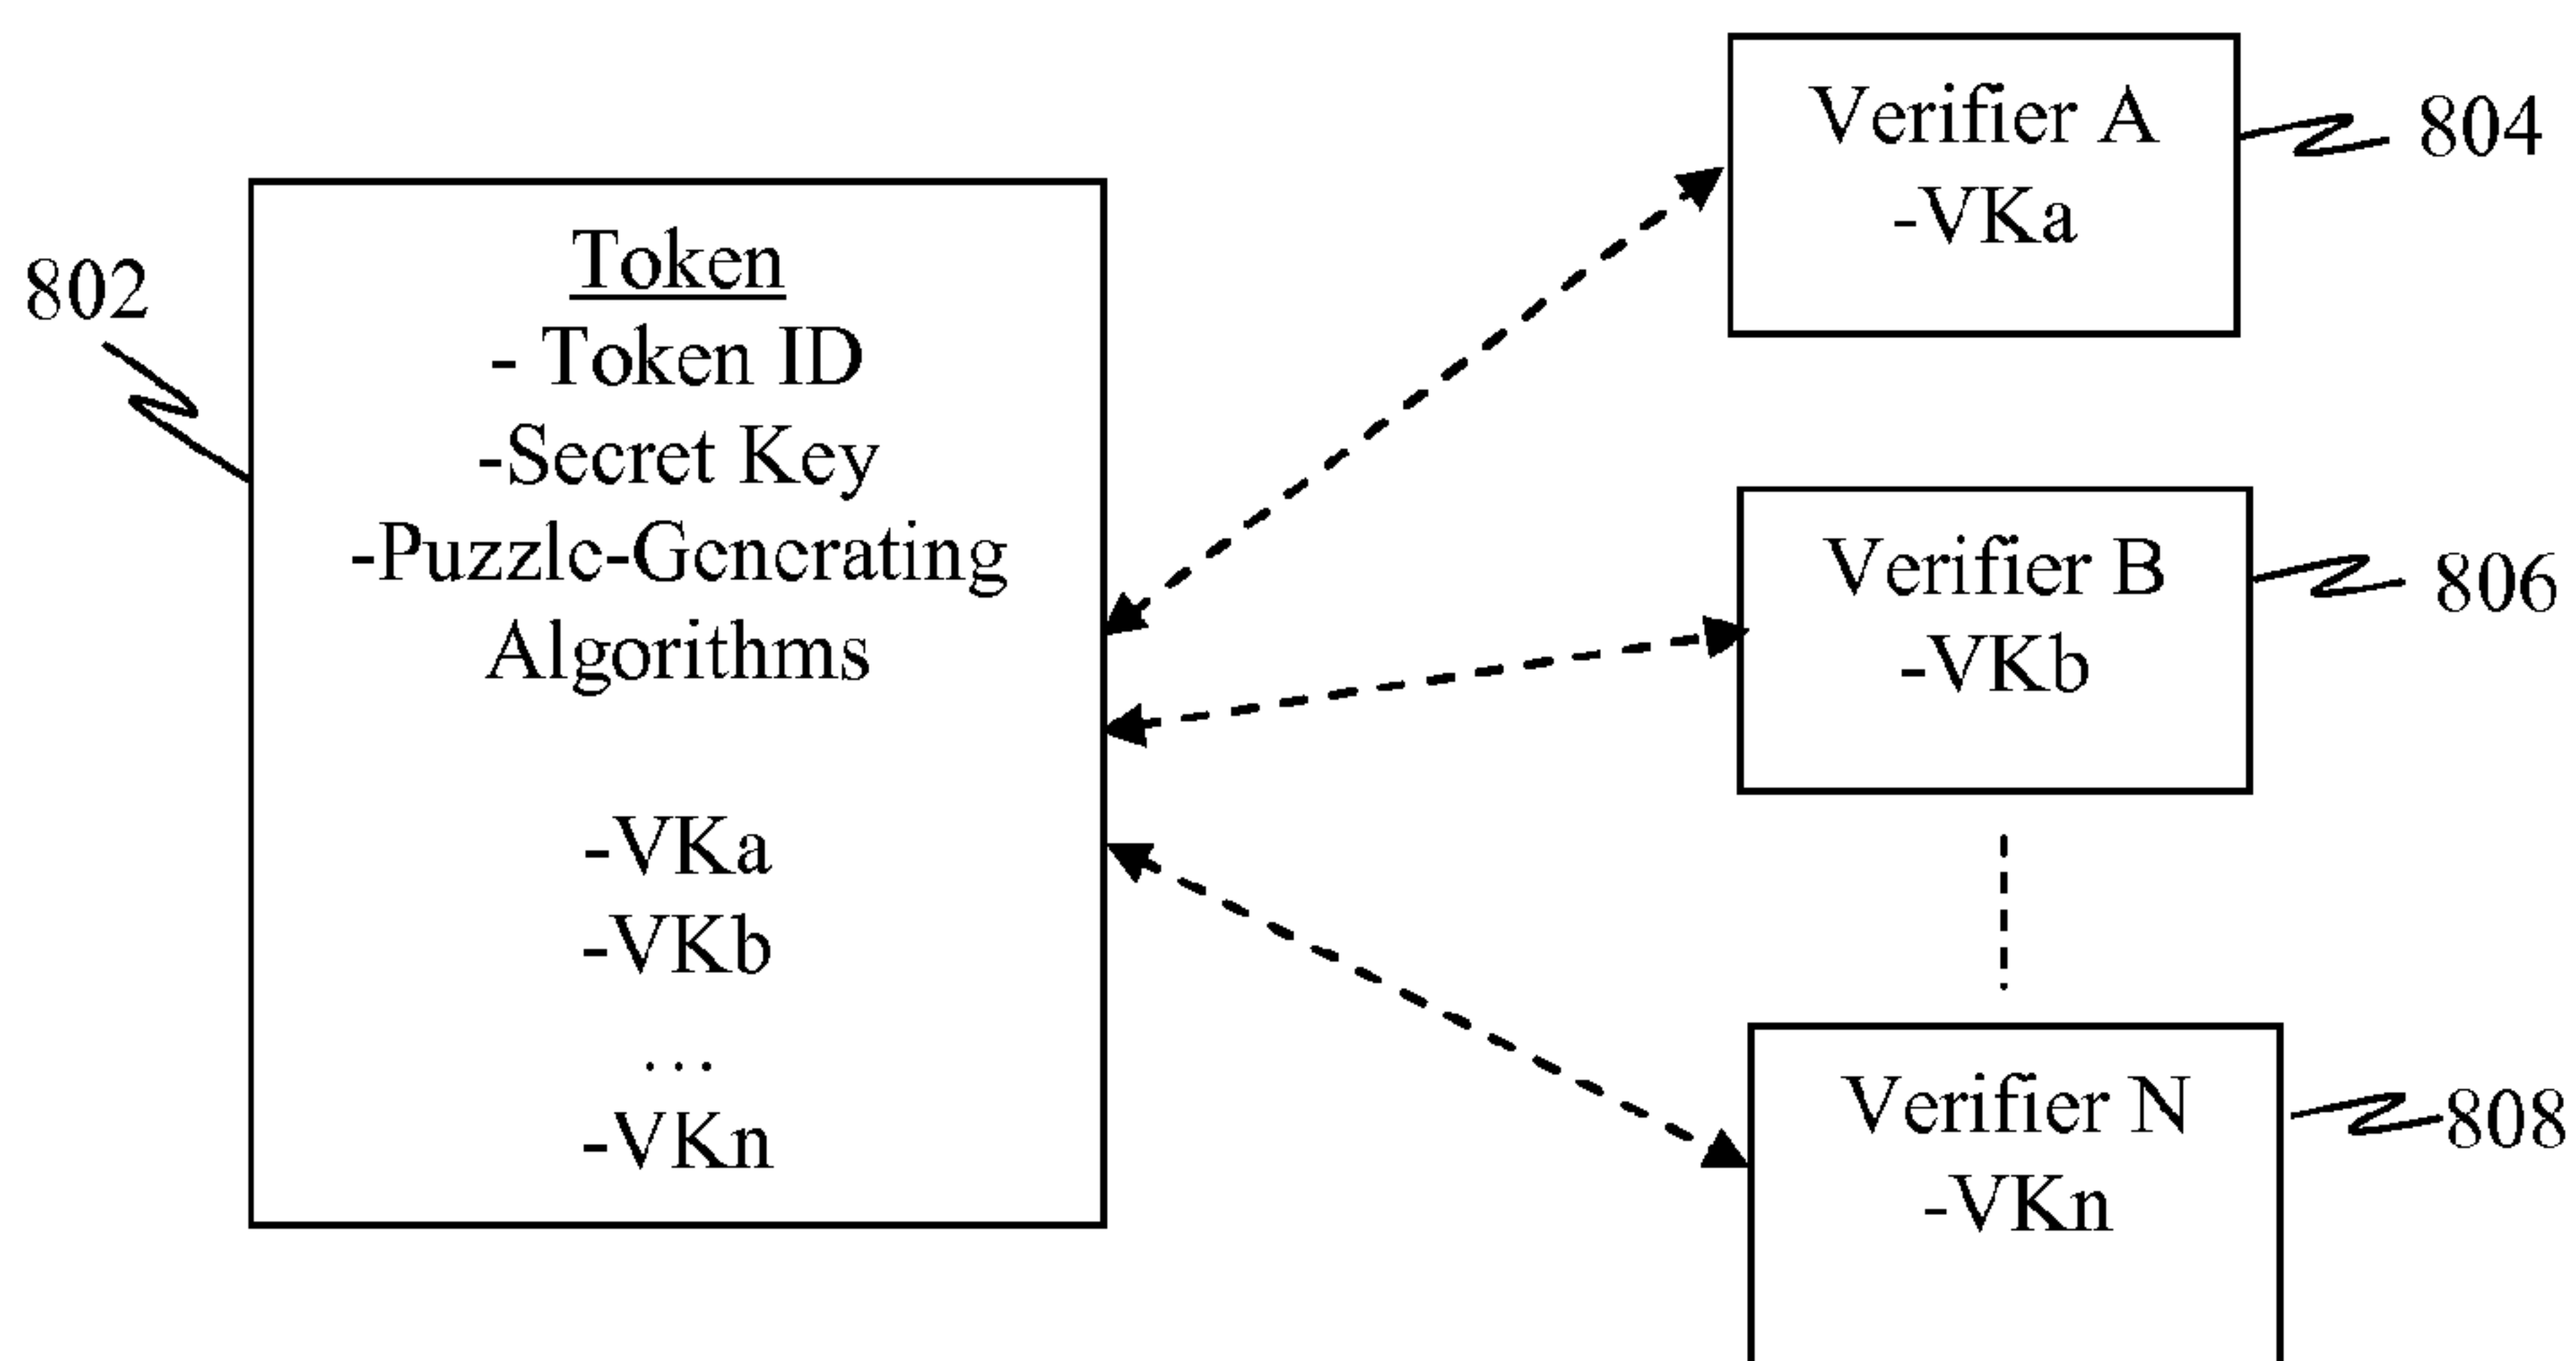 802
Token
- Token ID
-Secret Key
-Puzzle-Generating
Algorithms
-VKa
-VKb
...
-VKn
Verifier A
-VKa
804
Verifier B
-VKb
806
Verifier N
-VKn
808